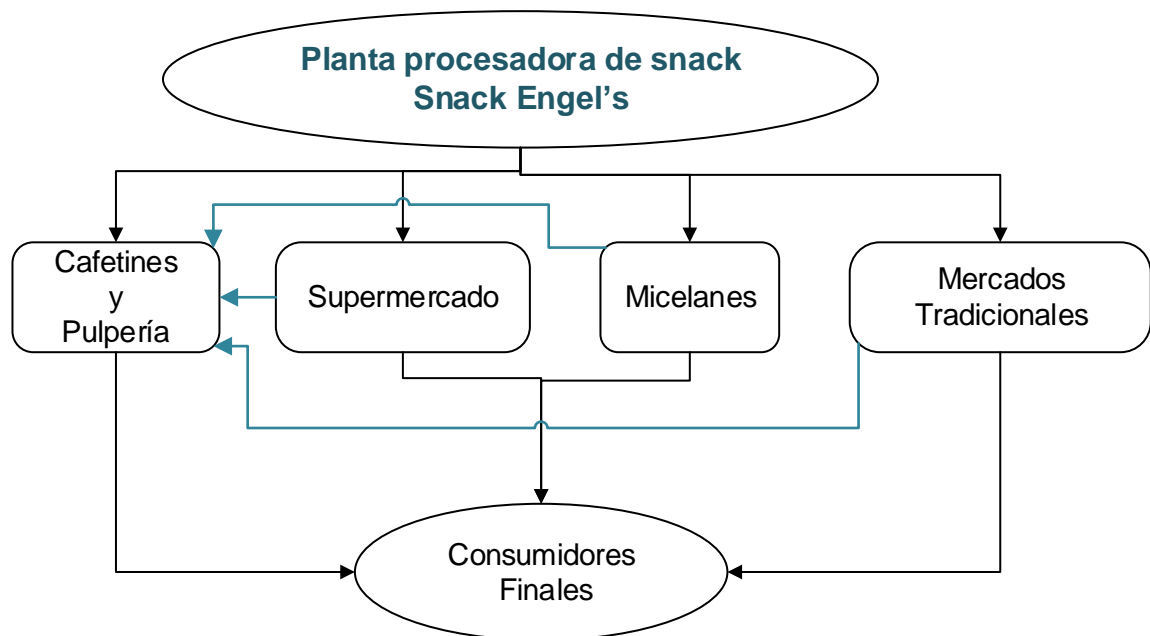 Planta procesadora de snack
Snack Engel’s
Cafetines
y
Pulpería
Supermercado
Micelanes
Mercados
Tradicionales
Consumidores
Finales